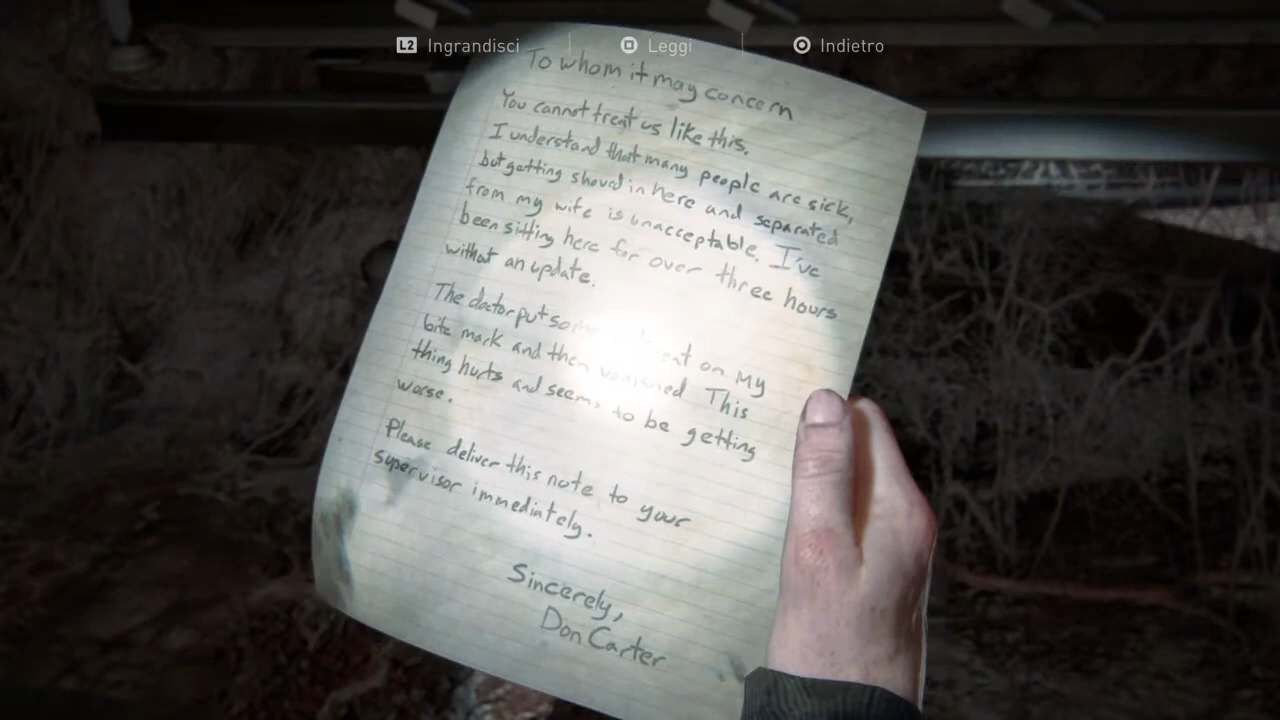 L2 Ingrandisci Leggi Indietro
To whom it may concern
You cannot treat us like this.
I understand that many people are sick,
but getting shoved in here and separated
from my wife is unacceptable. I've
been sitting here for over three hours
without an update.
The doctor put on my
bite mark and then vanished This
thing hurts and seems to be getting
worse.
Please deliver this note to your
supervisor immediately.
Sincerely,
Don Carter